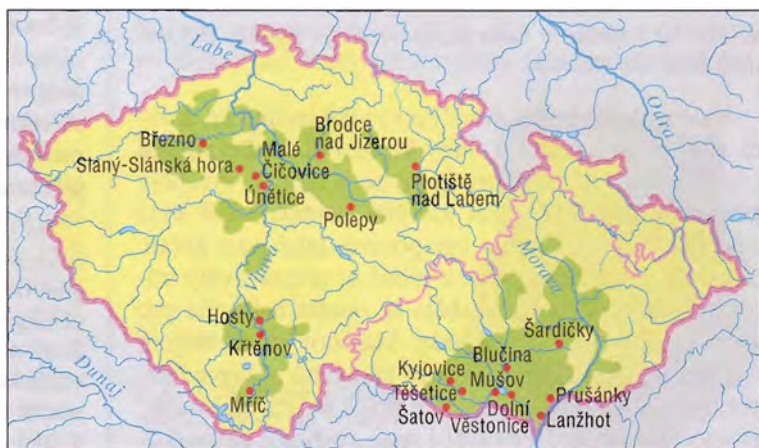 Labe
Odra
Březno
Slaný-Slánská hora
Malé
Čičovice
Únětice
Brodce
nad Jizerou
Polepy
Plotiště
nad Labem
Vltava
Morava
Hosty
Křtěnov
Mříč
Dunaj
Šardičky
Blučina
Kyjovice
Těšetice
Šatov
Mušov
Dolní
Věstonice
Prušánky
Lanžhot